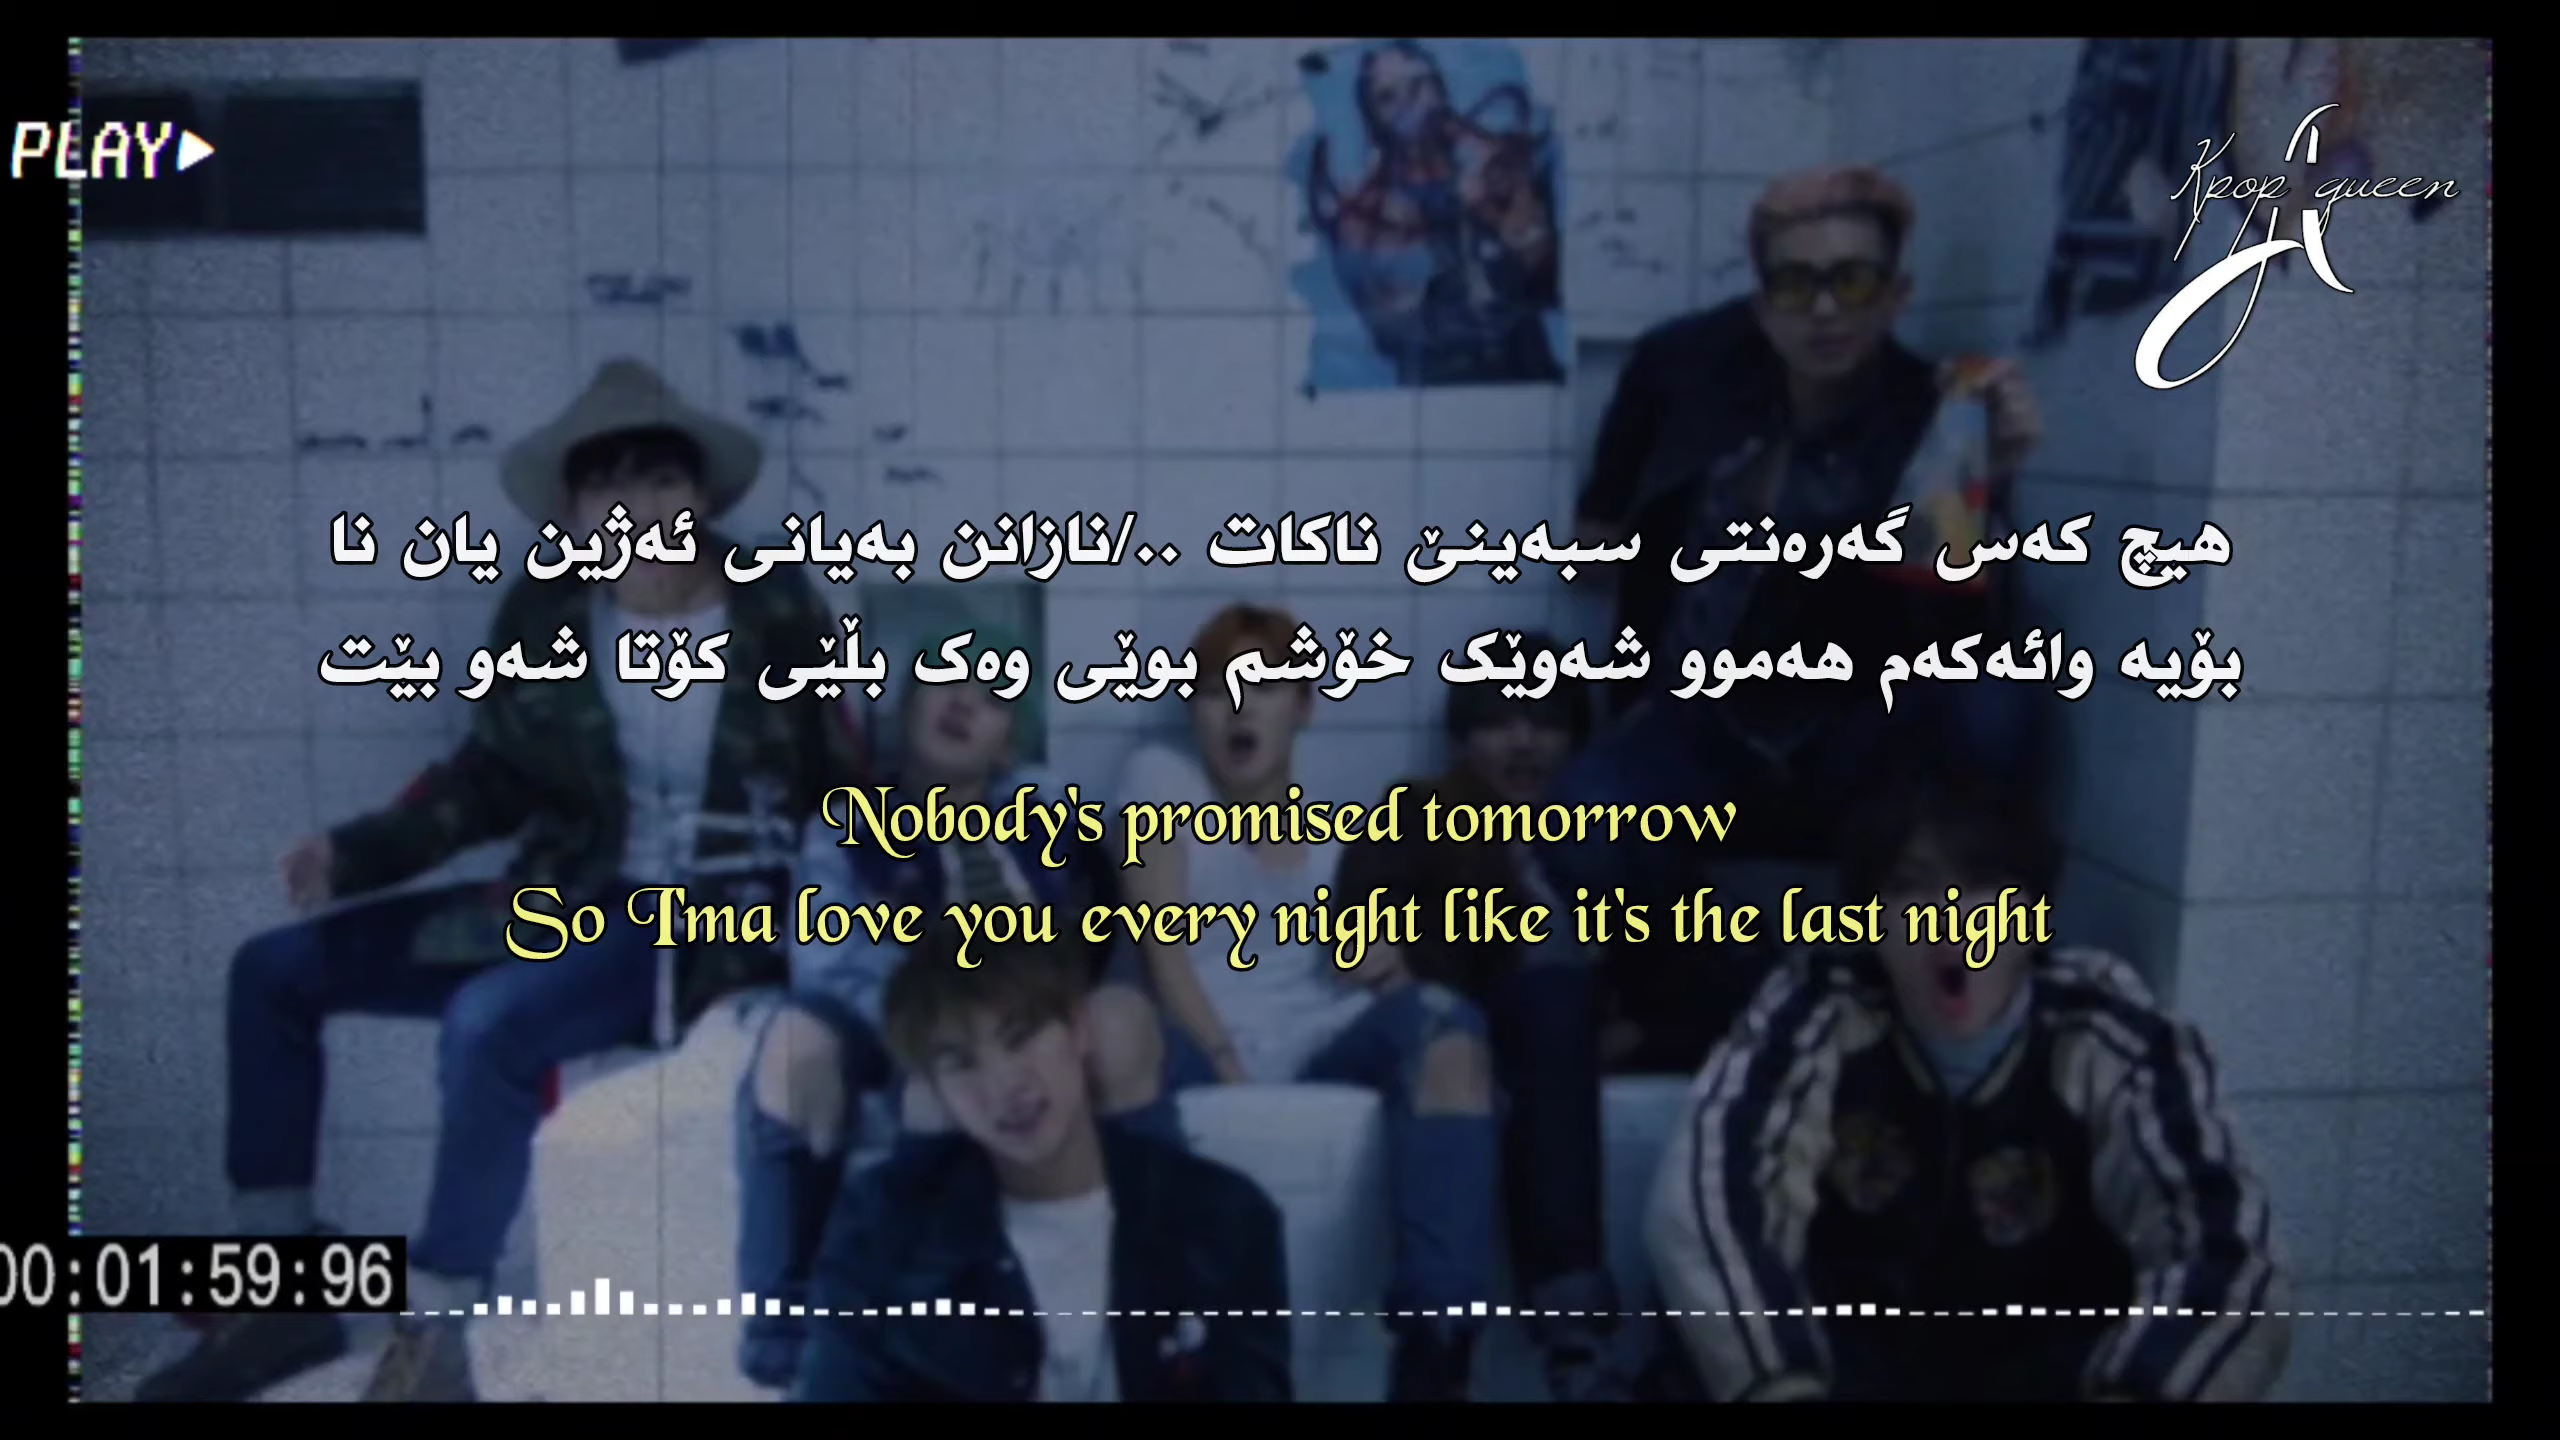 PLAY
Kpop queen
هیچ کەس گەرەنتی سبەینێ ناکات ../نازانن بەیانی ئەژین یان نا
بۆیە وائەکەم هەموو شەوێک خۆشم بوێی وەک بڵێی کۆتا شەو بێت
Nobody's promised tomorrow
So I'ma love you every night like it's the last night
00:01:59:96